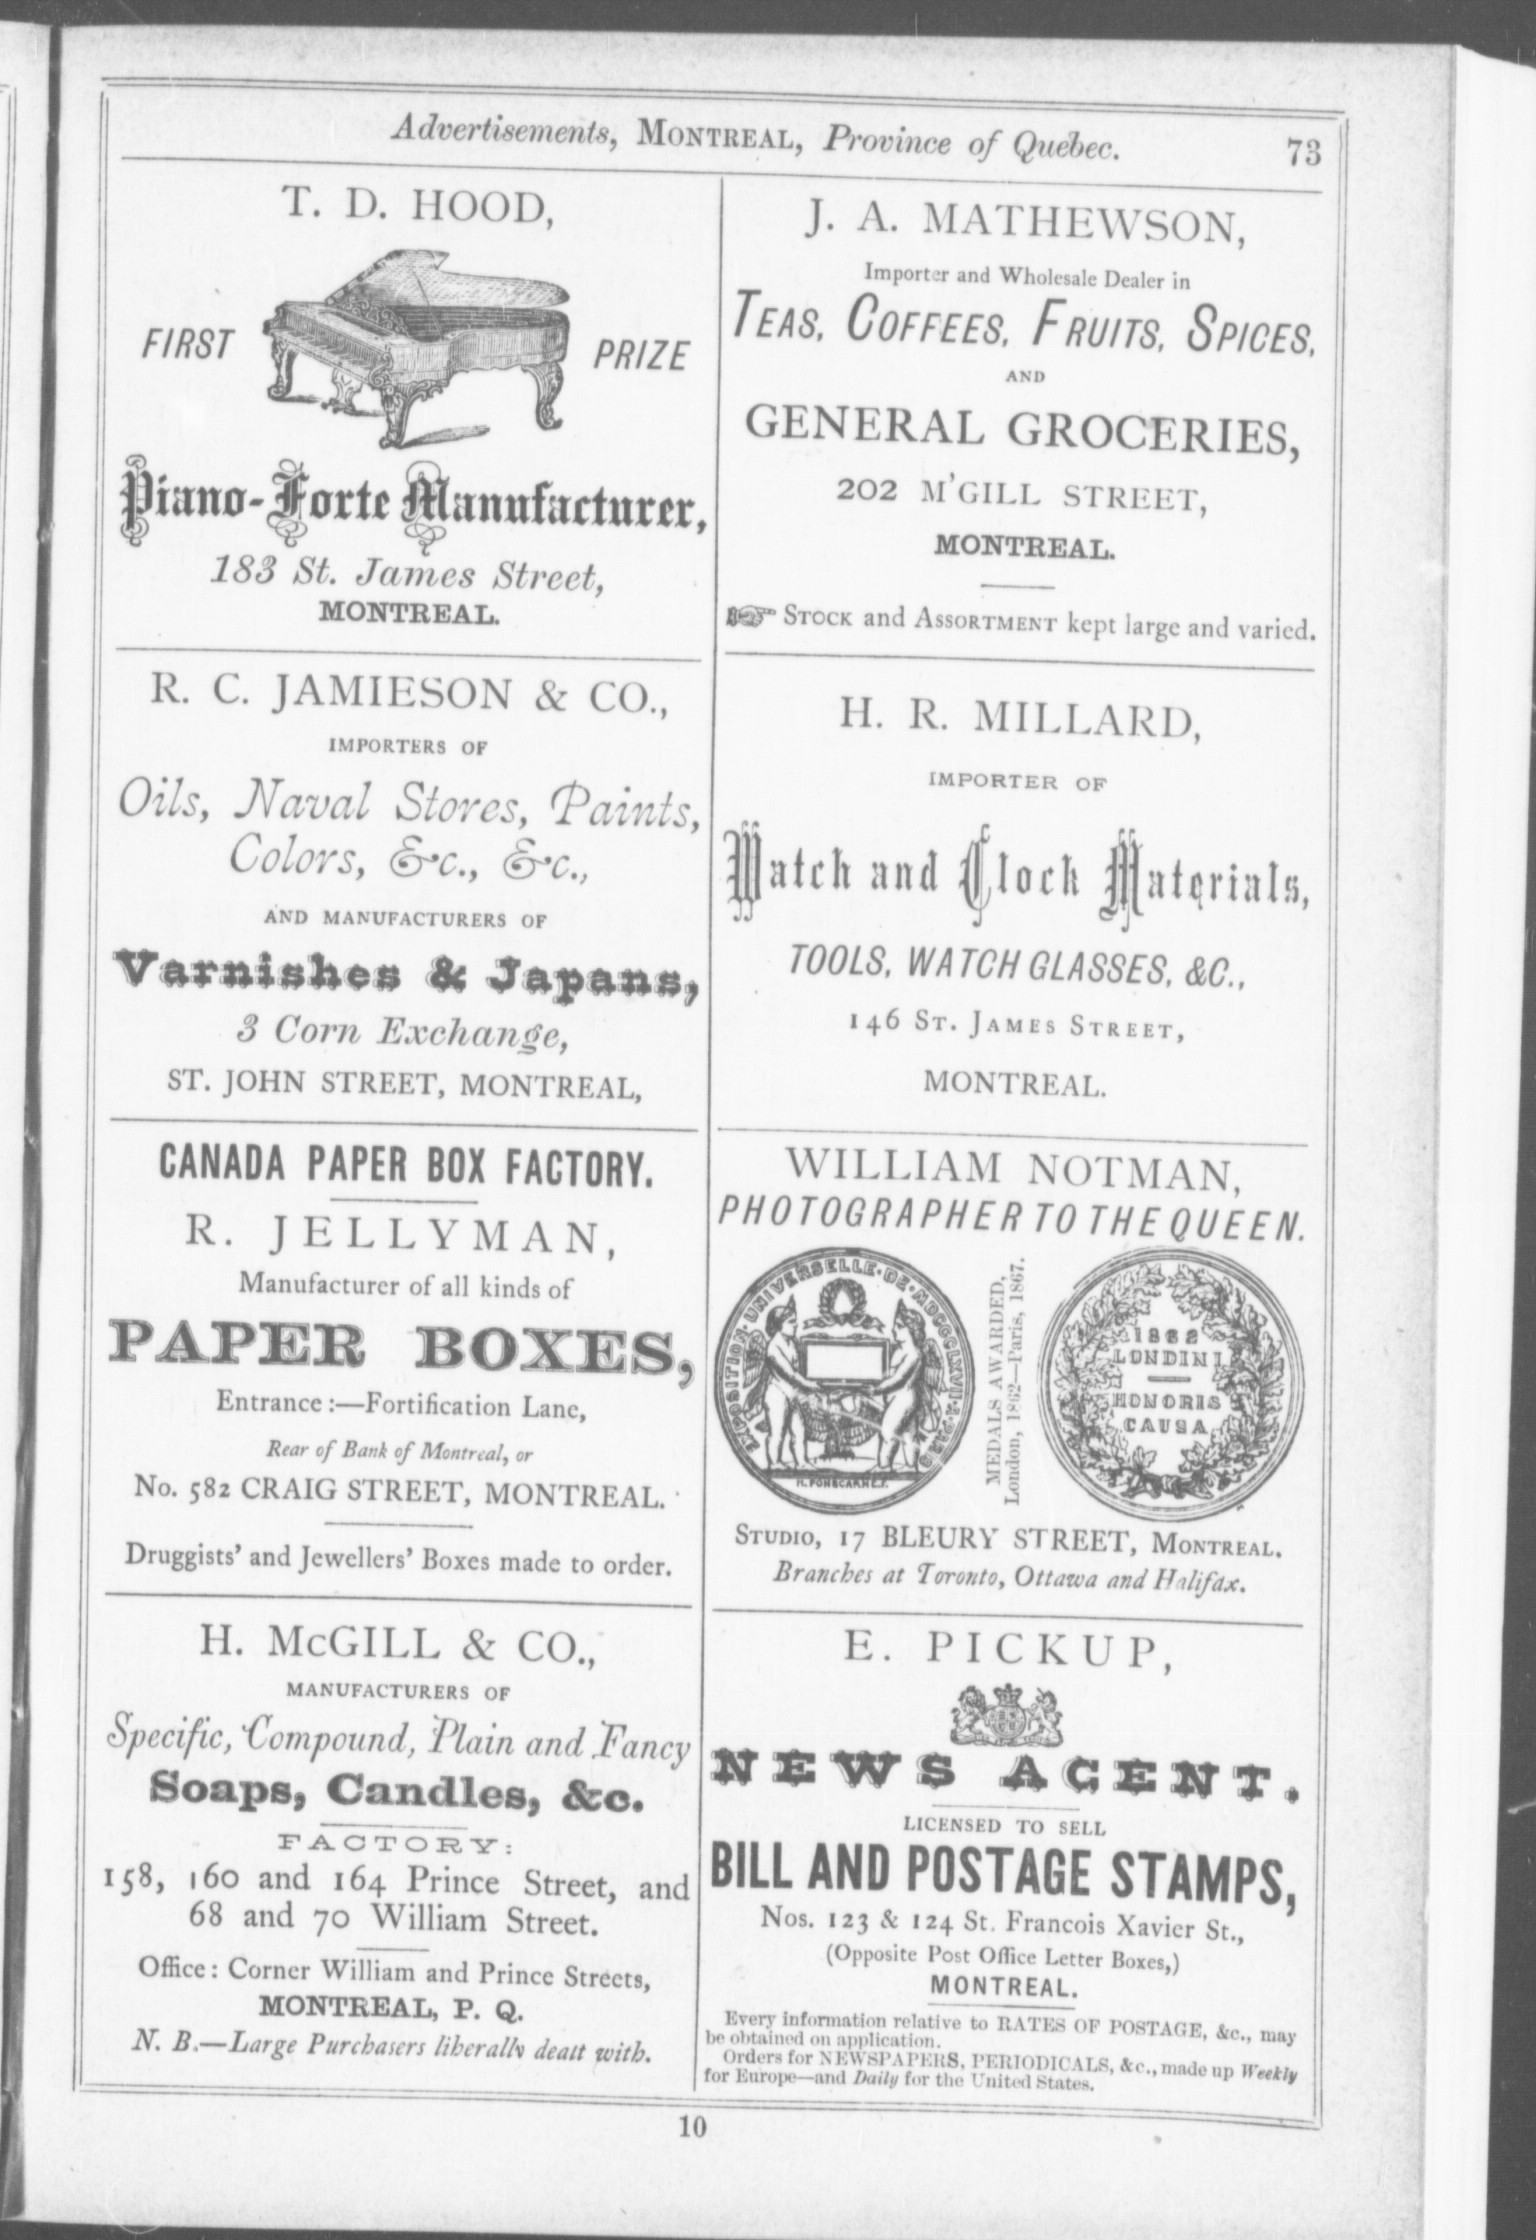 Advertisements, MONTREAL, Province of Quebec. 73
T. D. HOOD,
FIRST PRIZE
Piano-Forte Manufacturer,
183 St. James Street,
MONTREAL.
R. C. JAMIESON & CO.,
IMPORTERS OF
Oils, Naval Stores, Paints,
Colors, &c., &c.,
AND MANUFACTURERS OF
Varnishes & Japans,
3 Corn Exchange,
ST. JOHN STREET, MONTREAL,
CANADA PAPER BOX FACTORY.
R. JELLYMAN,
Manufacturer of all kinds of
PAPER BOXES,
Entrance:—Fortification Lane,
Rear of Bank of Montreal, or
No. 582 CRAIG STREET, MONTREAL.
Druggists' and Jewellers' Boxes made to order.
H. McGILL & CO.,
MANUFACTURERS OF
Specific, Compound, Plain and Fancy
Soaps, Candles, &c.
FACTORY:
158, 160 and 164 Prince Street, and
68 and 70 William Street.
Office: Corner William and Prince Streets,
MONTREAL, P. Q.
N. B.—Large Purchasers liberally dealt with.
J. A. MATHEWSON,
Importer and Wholesale Dealer in
TEAS, COFFEES, FRUITS, SPICES,
AND
GENERAL GROCERIES,
202 M'GILL STREET,
MONTREAL.
☞ STOCK and ASSORTMENT kept large and varied.
H. R. MILLARD,
IMPORTER OF
Watch and Clock Materials,
TOOLS, WATCH GLASSES, &C.,
146 ST. JAMES STREET,
MONTREAL.
WILLIAM NOTMAN,
PHOTOGRAPHER TO THE QUEEN.
EXPOSITION·UNIVERSELLE·DE·MDCCCLXVII·A·PARIS
MEDALS AWARDED,
London, 1862—Paris, 1867.
1862
LONDINI
HONORIS
CAUSA
STUDIO, 17 BLEURY STREET, MONTREAL.
Branches at Toronto, Ottawa and Halifax.
E. PICKUP,
NEWS AGENT.
LICENSED TO SELL
BILL AND POSTAGE STAMPS,
Nos. 123 & 124 St. Francois Xavier St.,
(Opposite Post Office Letter Boxes,)
MONTREAL.
Every information relative to RATES OF POSTAGE, &c., may
be obtained on application.
Orders for NEWSPAPERS, PERIODICALS, &c., made up Weekly
for Europe—and Daily for the United States.
10